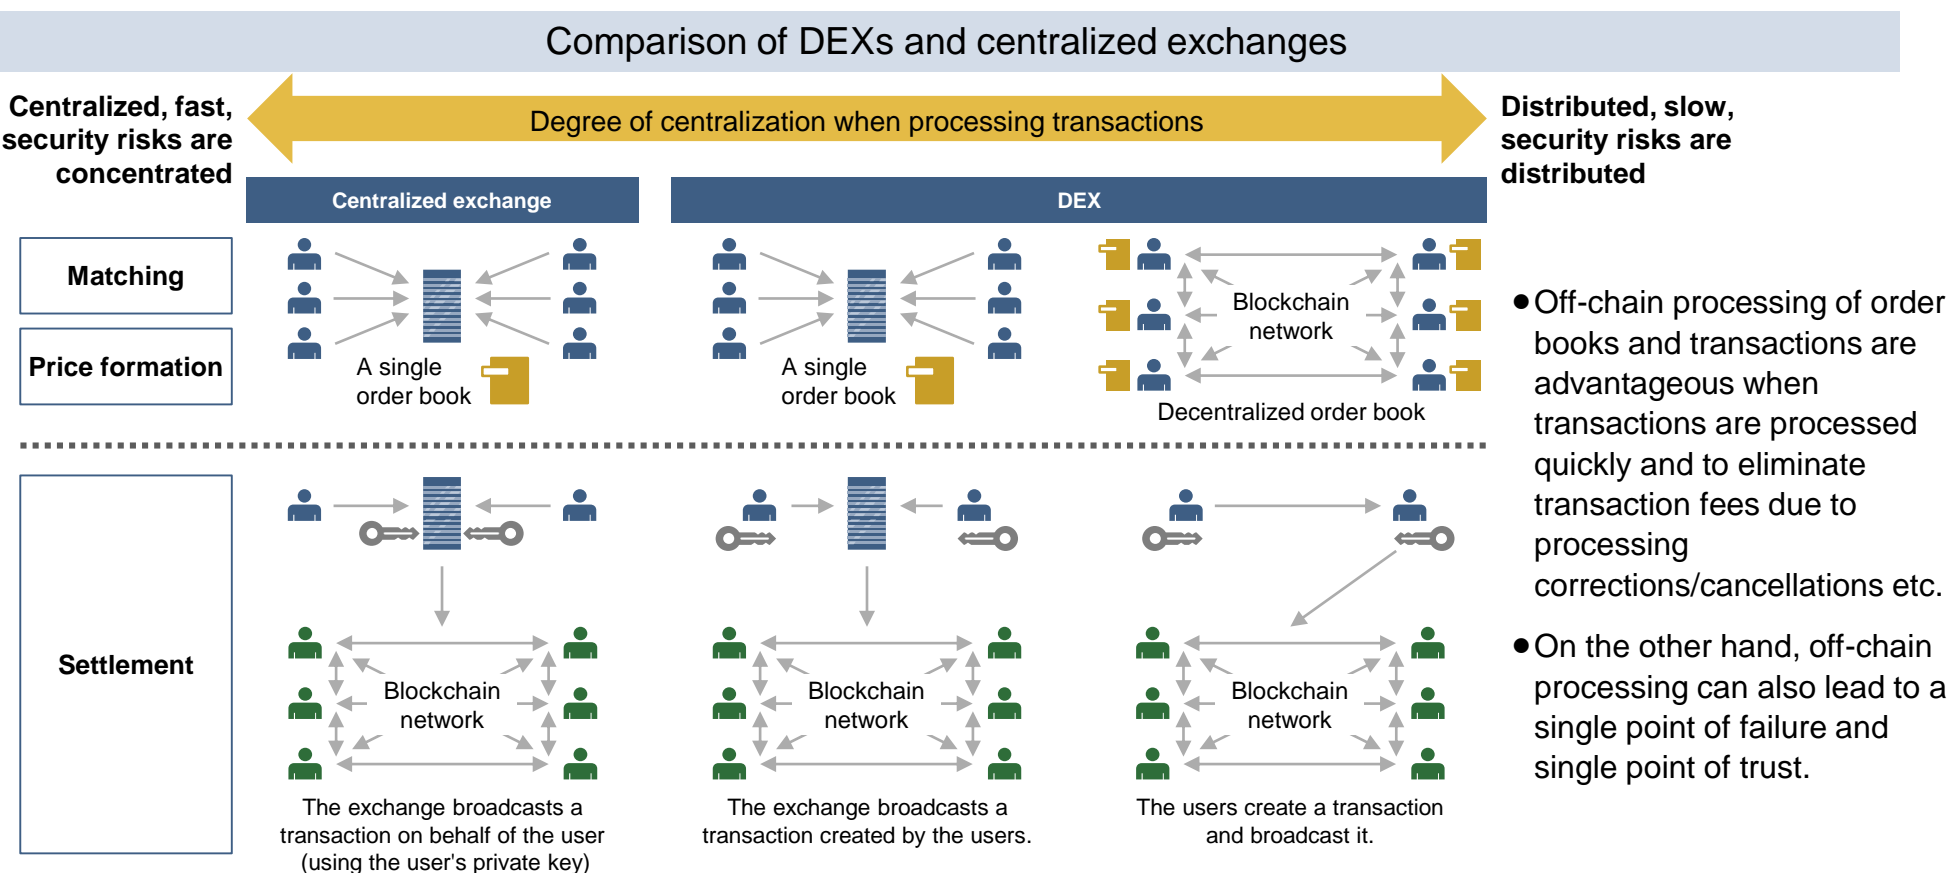 Comparison of DEXs and centralized exchanges
Centralized, fast,
security risks are
concentrated
Degree of centralization when processing transactions
Distributed, slow,
security risks are
distributed
Centralized exchange
DEX
Matching
Price formation
A single
order book
A single
order book
Blockchain
network
Decentralized order book
Settlement
Blockchain
network
The exchange broadcasts a
transaction on behalf of the user
(using the user's private key)
Blockchain
network
The exchange broadcasts a
transaction created by the users.
Blockchain
network
The users create a transaction
and broadcast it.
●Off-chain processing of order
books and transactions are
advantageous when
transactions are processed
quickly and to eliminate
transaction fees due to
processing
corrections/cancellations etc.
●On the other hand, off-chain
processing can also lead to a
single point of failure and
single point of trust.